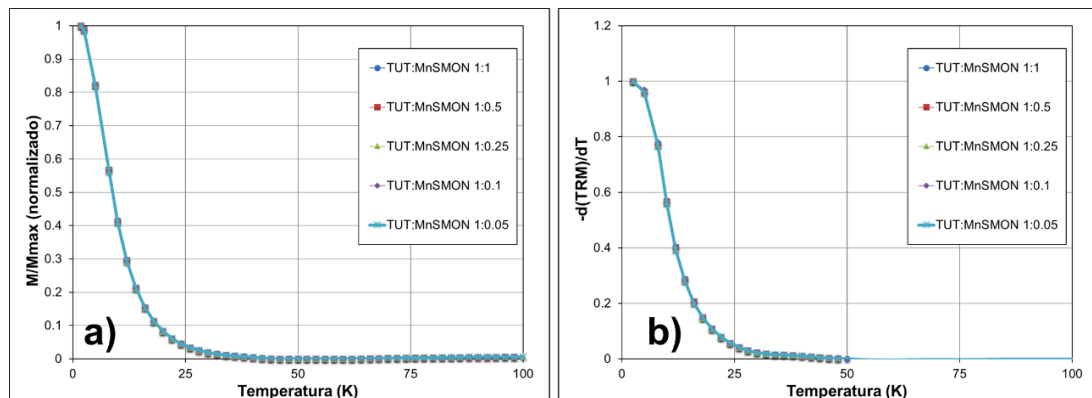 M/Mmax (normalizado)
1
0.9
0.8
0.7
0.6
0.5
0.4
0.3
0.2
0.1
0
0
25
50
75
100
Temperatura (K)
TUT:MnSMON 1:1
TUT:MnSMON 1:0.5
TUT:MnSMON 1:0.25
TUT:MnSMON 1:0.1
TUT:MnSMON 1:0.05
a)
-d(TRM)/dT
1.2
1
0.8
0.6
0.4
0.2
0
0
25
50
75
100
Temperatura (K)
TUT:MnSMON 1:1
TUT:MnSMON 1:0.5
TUT:MnSMON 1:0.25
TUT:MnSMON 1:0.1
TUT:MnSMON 1:0.05
b)